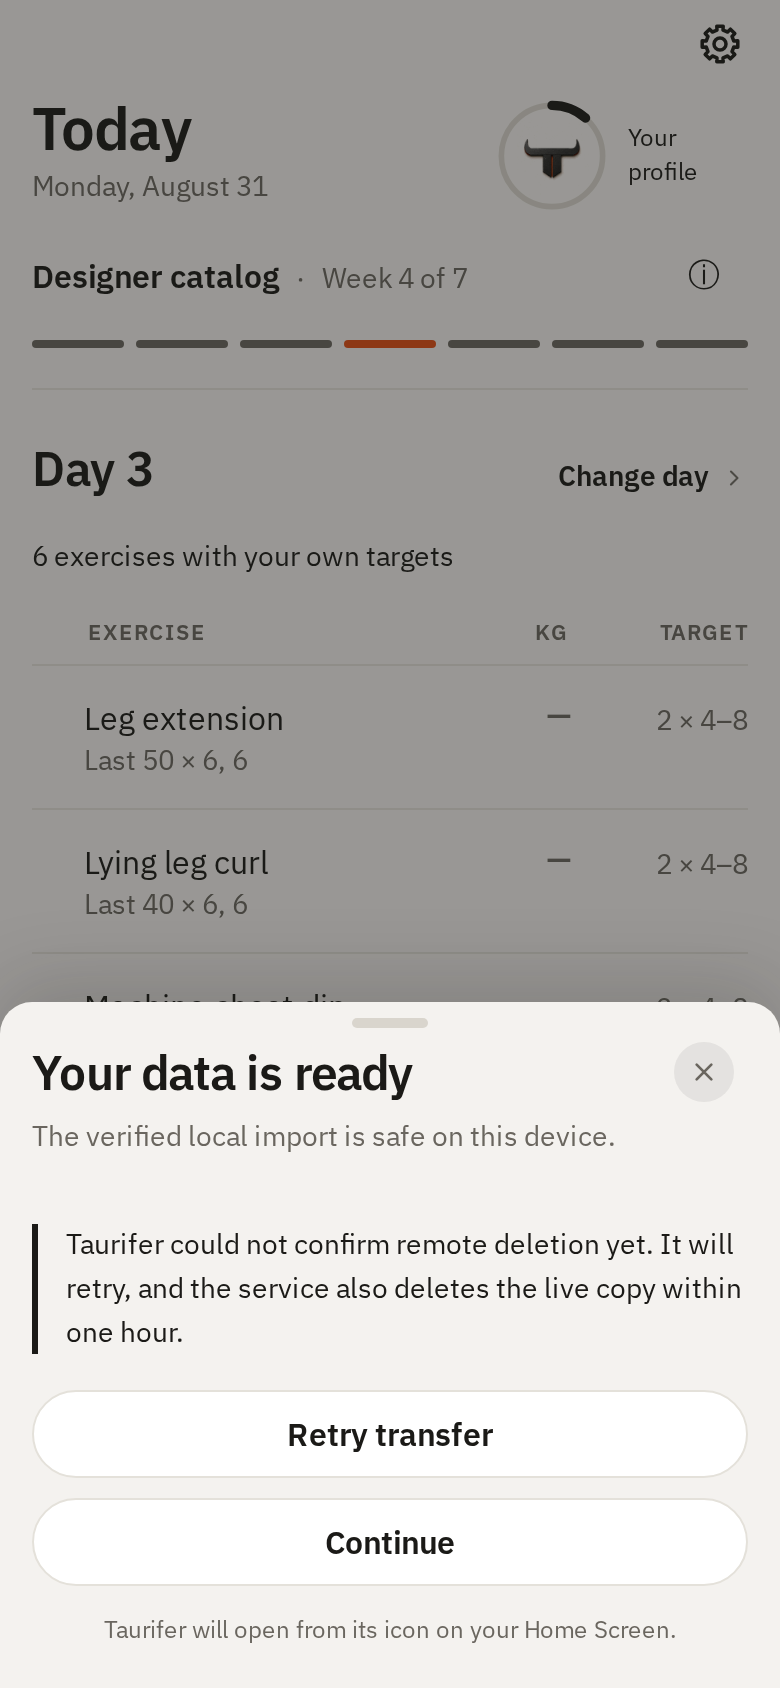 Today
Monday, August 31
Your
profile
Designer catalog · Week 4 of 7
Day 3
Change day
6 exercises with your own targets
EXERCISE KG TARGET
Leg extension — 2 × 4–8
Last 50 × 6, 6
Lying leg curl — 2 × 4–8
Last 40 × 6, 6
Your data is ready
The verified local import is safe on this device.
Taurifer could not confirm remote deletion yet. It will
retry, and the service also deletes the live copy within
one hour.
Retry transfer
Continue
Taurifer will open from its icon on your Home Screen.